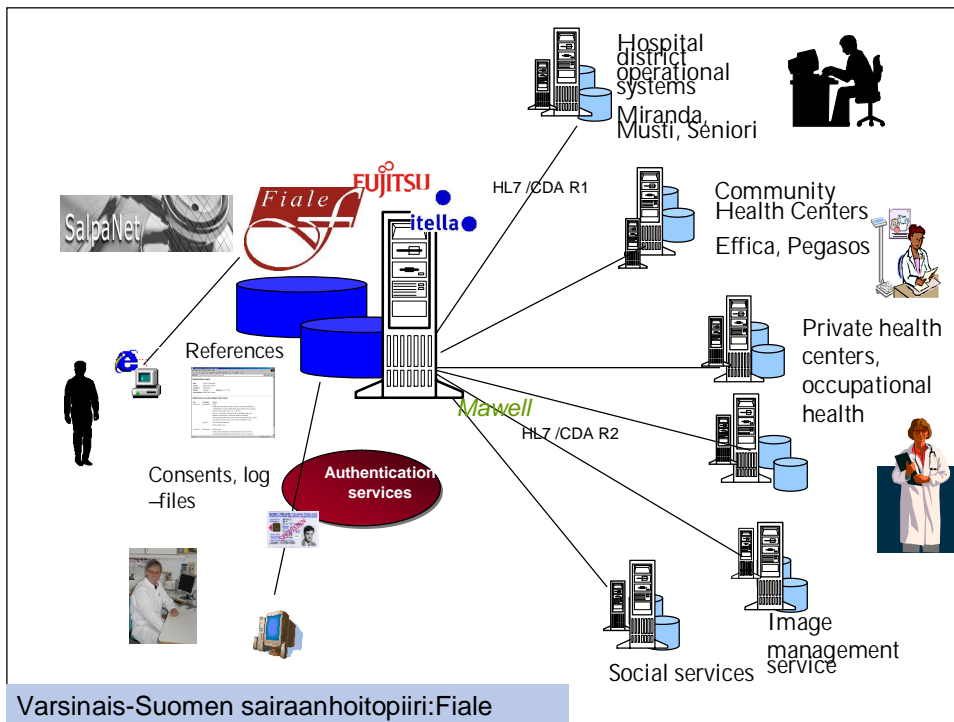 Hospital
district
operational
systems
Miranda,
Musti, Seniori
FUJITSU
Fiale
itella
HL7 /CDA R1
SalpaNet
Community
Health Centers
Effica, Pegasos
References
Private health
centers,
occupational
health
Mawell
HL7 /CDA R2
Consents, log
–files
Authentication
services
Image
management
service
Social services
Varsinais-Suomen sairaanhoitopiiri:Fiale